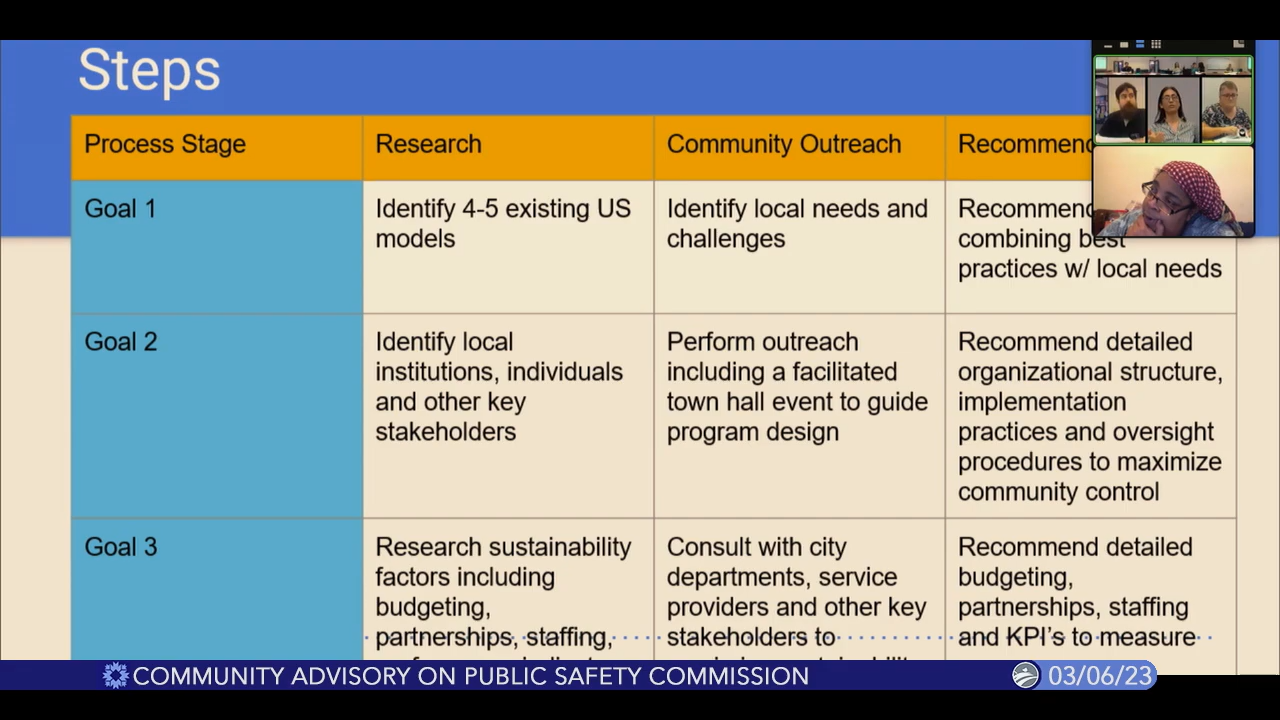 Steps
Process Stage
Research
Community Outreach
Goal 1
Identify 4-5 existing US
models
Identify local needs and
challenges
combining best
practices w/ local needs
Goal 2
Identify local
institutions, individuals
and other key
stakeholders
Perform outreach
including a facilitated
town hall event to guide
program design
Recommend detailed
organizational structure,
implementation
practices and oversight
procedures to maximize
community control
Goal 3
Research sustainability
factors including
budgeting,
partnerships, staffing,
Consult with city
departments, service
providers and other key
stakeholders to
Recommend detailed
budgeting,
partnerships, staffing
and KPI's to measure
COMMUNITY ADVISORY ON PUBLIC SAFETY COMMISSION
03/06/23